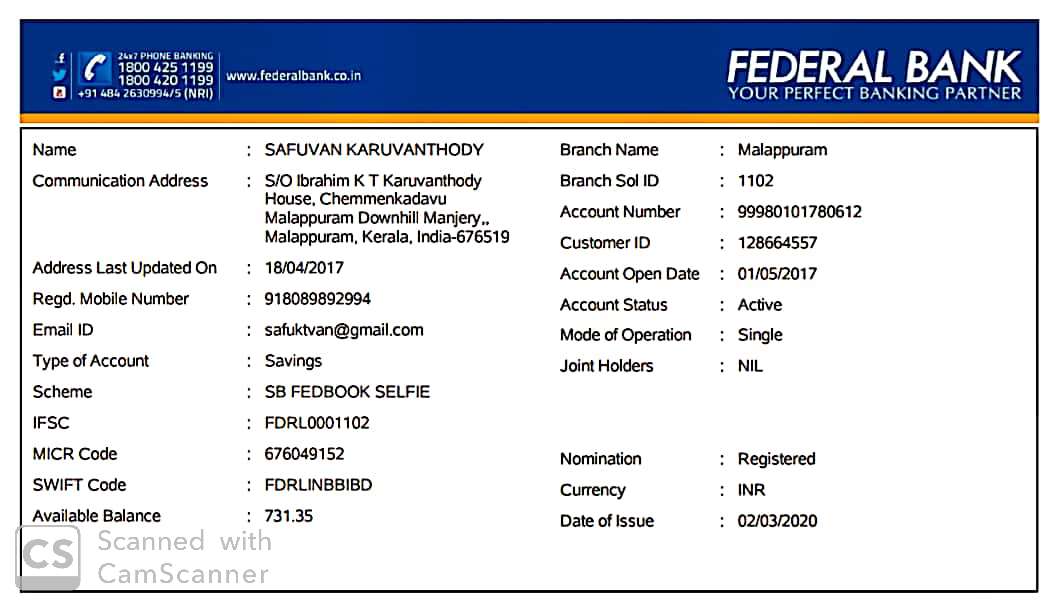 24x7 PHONE BANKING
1800 425 1199
1800 420 1199
+91 484 2630994/5 (NRI)
www.federalbank.co.in
FEDERAL BANK
YOUR PERFECT BANKING PARTNER
Name : SAFUVAN KARUVANTHODY
Communication Address : S/O Ibrahim K T Karuvanthody
House, Chemmenkadavu
Malappuram Downhill Manjery,,
Malappuram, Kerala, India-676519
Address Last Updated On : 18/04/2017
Regd. Mobile Number : 918089892994
Email ID : safuktvan@gmail.com
Type of Account : Savings
Scheme : SB FEDBOOK SELFIE
IFSC : FDRL0001102
MICR Code : 676049152
SWIFT Code : FDRLINBBIBD
Available Balance : 731.35
Branch Name : Malappuram
Branch Sol ID : 1102
Account Number : 99980101780612
Customer ID : 128664557
Account Open Date : 01/05/2017
Account Status : Active
Mode of Operation : Single
Joint Holders : NIL
Nomination : Registered
Currency : INR
Date of Issue : 02/03/2020
CS Scanned with
CamScanner